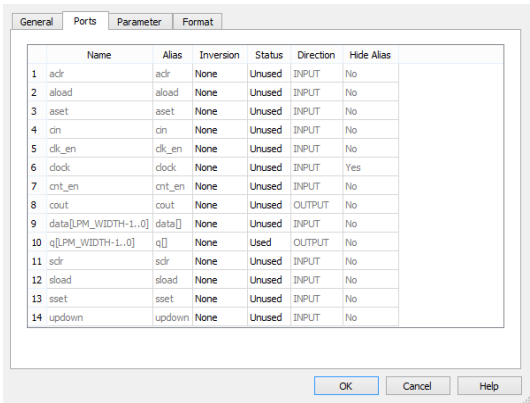 General Ports Parameter Format
Name Alias Inversion Status Direction Hide Alias
1 aclr aclr None Unused INPUT No
2 aload aload None Unused INPUT No
3 aset aset None Unused INPUT No
4 cin cin None Unused INPUT No
5 clk_en clk_en None Unused INPUT No
6 clock clock None Unused INPUT Yes
7 cnt_en cnt_en None Unused INPUT No
8 cout cout None Unused OUTPUT No
9 data[LPM_WIDTH-1..0] data[] None Unused INPUT No
10 q[LPM_WIDTH-1..0] q[] None Used OUTPUT No
11 sclr sclr None Unused INPUT No
12 sload sload None Unused INPUT No
13 sset sset None Unused INPUT No
14 updown updown None Unused INPUT No
OK Cancel Help